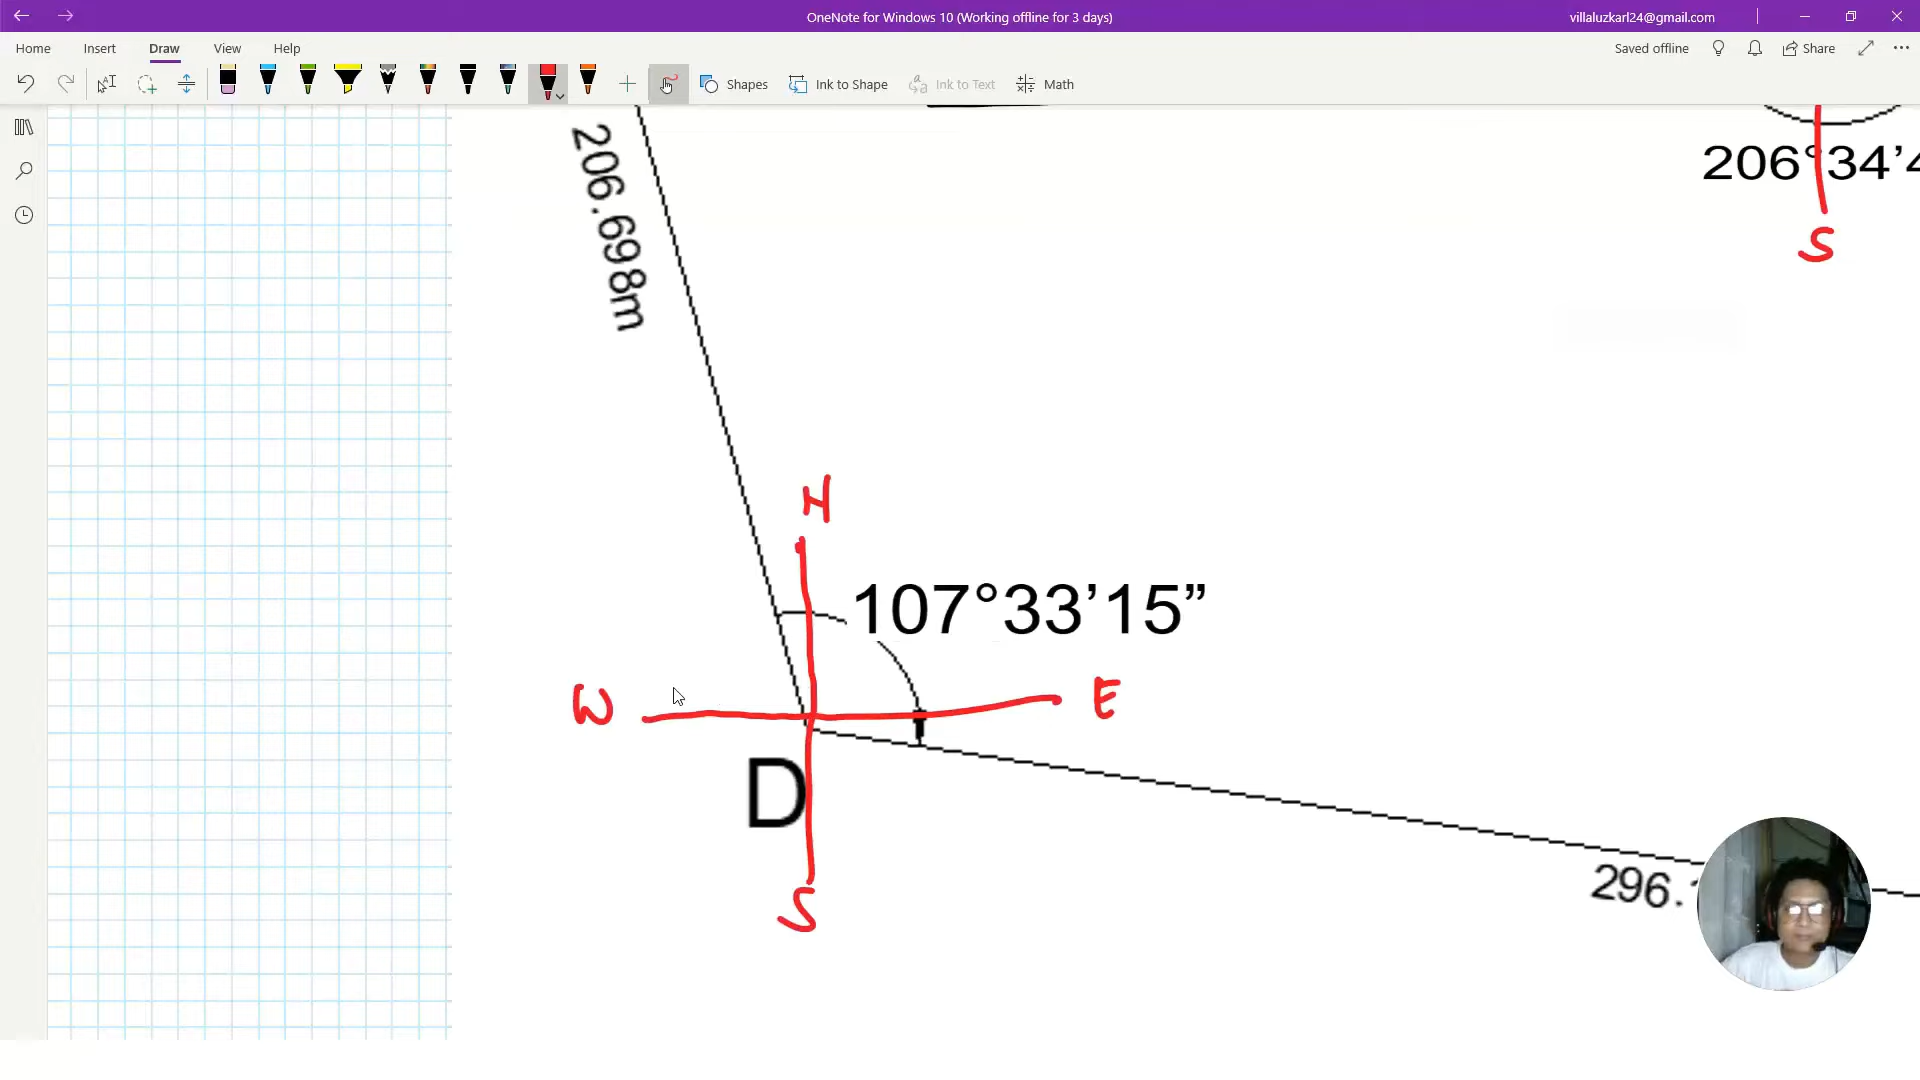 OneNote for Windows 10 (Working offline for 3 days)
villaluzkarl24@gmail.com
Home Insert Draw View Help
Saved offline
Share
Shapes
Ink to Shape
Ink to Text
Math
206.698m
206°34’4
S
N
107°33’15”
W
E
D
S
296.